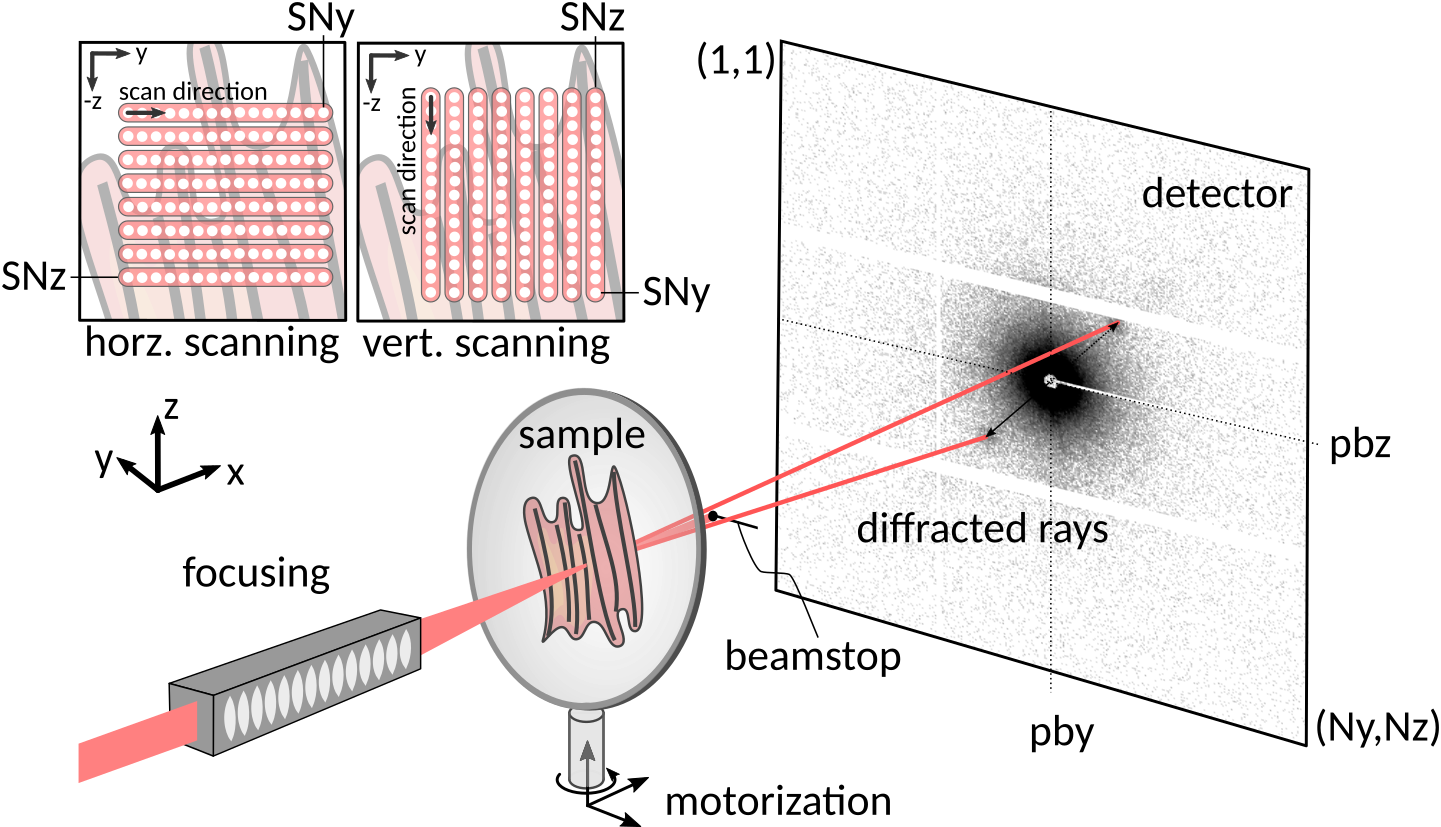 SNy
SNz
y
-z
scan direction
y
-z
scan direction
SNz
SNy
horz. scanning
vert. scanning
(1,1)
detector
z
y
x
sample
pbz
diffracted rays
focusing
beamstop
pby
(Ny,Nz)
motorization